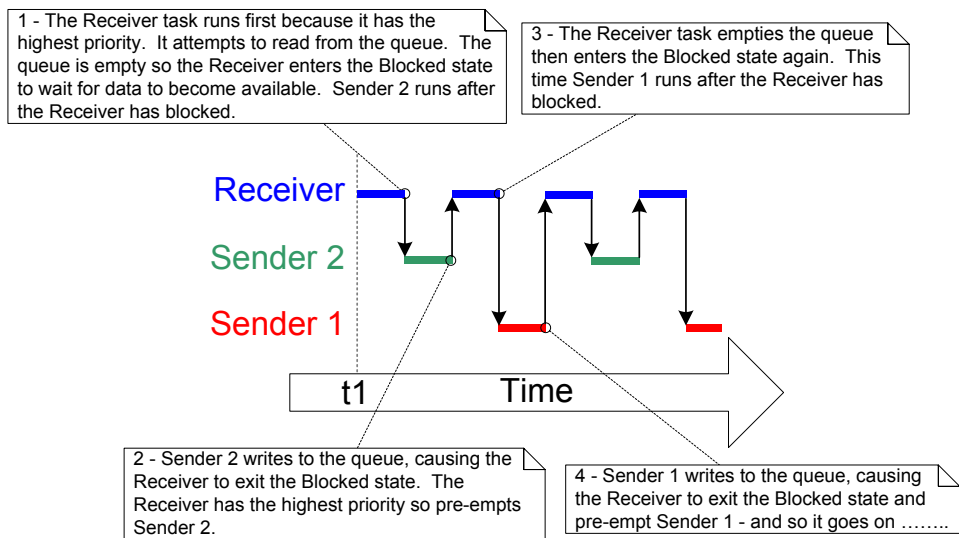 1 - The Receiver task runs first because it has the
highest priority.  It attempts to read from the queue.  The
queue is empty so the Receiver enters the Blocked state
to wait for data to become available.  Sender 2 runs after
the Receiver has blocked.
3 - The Receiver task empties the queue
then enters the Blocked state again.  This
time Sender 1 runs after the Receiver has
blocked.
Receiver
Sender 2
Sender 1
t1
Time
2 - Sender 2 writes to the queue, causing the
Receiver to exit the Blocked state.  The
Receiver has the highest priority so pre-empts
Sender 2.
4 - Sender 1 writes to the queue, causing
the Receiver to exit the Blocked state and
pre-empt Sender 1 - and so it goes on ……..